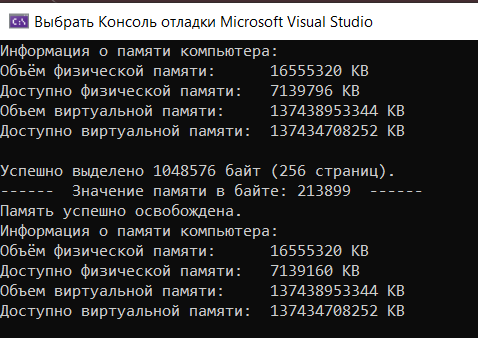 Выбрать Консоль отладки Microsoft Visual Studio
Информация о памяти компьютера:
Объём физической памяти: 16555320 KB
Доступно физической памяти: 7139796 KB
Объем виртуальной памяти: 137438953344 KB
Доступно виртуальной памяти: 137434708252 KB
Успешно выделено 1048576 байт (256 страниц).
------ Значение памяти в байте: 213899 ------
Память успешно освобождена.
Информация о памяти компьютера:
Объём физической памяти: 16555320 KB
Доступно физической памяти: 7139160 KB
Объем виртуальной памяти: 137438953344 KB
Доступно виртуальной памяти: 137434708252 KB